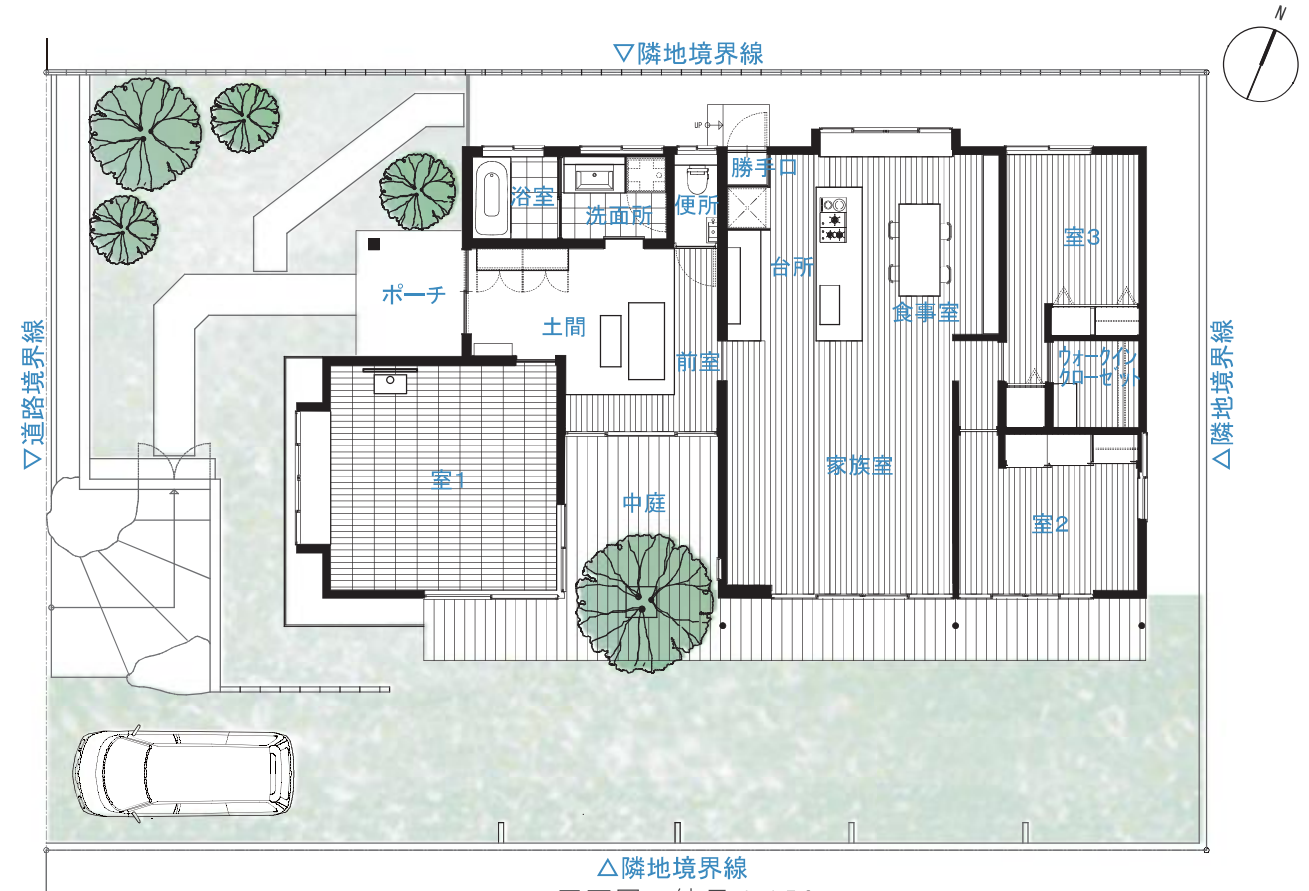 N
▽隣地境界線
UP
勝手口
浴室
洗面所
便所
室3
台所
ポーチ
食事室
土間
前室
ウォークイン
クローゼット
▽道路境界線
△隣地境界線
室1
家族室
中庭
室2
△隣地境界線